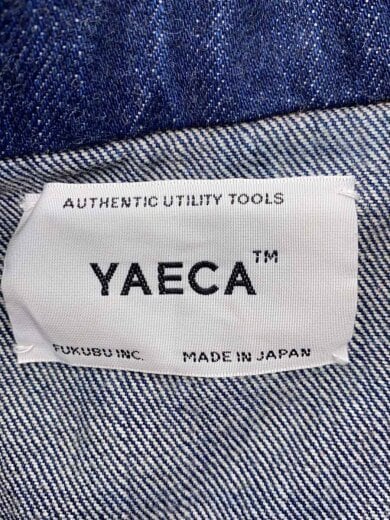 AUTHENTIC UTILITY TOOLS
YAECA™
FUKUBU INC. MADE IN JAPAN